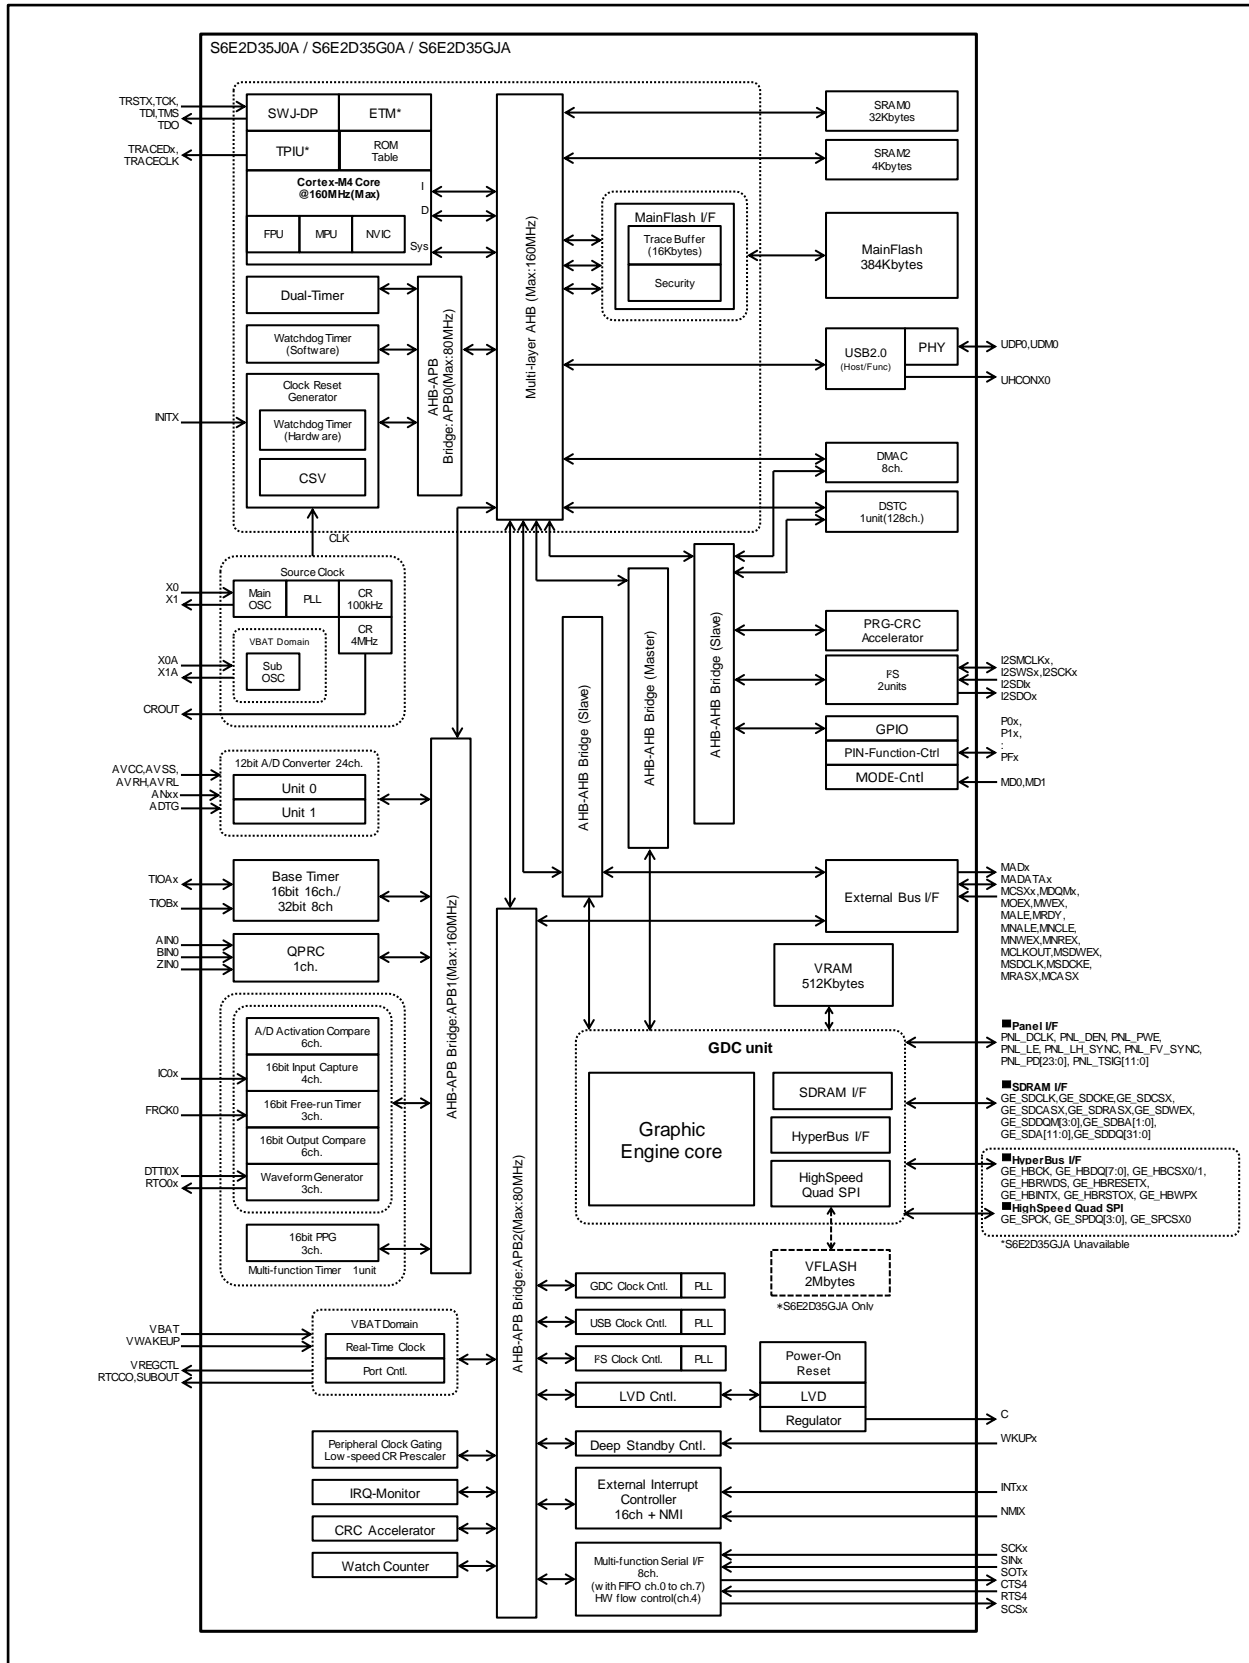 S6E2D35J0A / S6E2D35G0A / S6E2D35GJA
TRSTX,TCK,
TDI,TMS
TDO
TRACEDx,
TRACECLK
SWJ-DP
ETM*
TPIU*
ROM
Table
Cortex-M4 Core
@160MHz(Max)
I
D
Sys
FPU
MPU
NVIC
Dual-Timer
Watchdog Timer
(Software)
Clock Reset
Generator
Watchdog Timer
(Hardware)
CSV
INITX
CLK
AHB-APB
Bridge:APB0(Max:80MHz)
Multi-layer AHB (Max:160MHz)
MainFlash I/F
Trace Buffer
(16Kbytes)
Security
SRAM0
32Kbytes
SRAM2
4Kbytes
MainFlash
384Kbytes
USB2.0
(Host/Func)
PHY
UDP0,UDM0
UHCONX0
DMAC
8ch.
DSTC
1unit(128ch.)
Source Clock
Main
OSC
PLL
CR
100kHz
CR
4MHz
VBAT Domain
Sub
OSC
X0
X1
X0A
X1A
CROUT
AHB-AHB Bridge (Slave)
AHB-AHB Bridge (Master)
AHB-AHB Bridge (Slave)
PRG-CRC
Accelerator
I²S
2units
I2SMCLKx,
I2SWSx,I2SCKx
I2SDIx
I2SDOx
GPIO
PIN-Function-Ctrl
MODE-Cntl
P0x,
P1x,
:
PFx
MD0,MD1
AVCC,AVSS,
AVRH,AVRL
ANxx
ADTG
12bit A/D Converter 24ch.
Unit 0
Unit 1
TIOAx
TIOBx
Base Timer
16bit 16ch./
32bit 8ch
AIN0
BIN0
ZIN0
QPRC
1ch.
AHB-APB Bridge:APB1(Max:160MHz)
AHB-APB Bridge:APB2(Max:80MHz)
External Bus I/F
MADx
MADATAx
MCSXx,MDQMx,
MOEX,MWEX,
MALE,MRDY,
MNALE,MNCLE,
MNWEX,MNREX,
MCLKOUT,MSDWEX,
MSDCLK,MSDCKE,
MRASX,MCASX
VRAM
512Kbytes
IC0x
FRCK0
DTTI0X
RTO0x
A/D Activation Compare
6ch.
16bit Input Capture
4ch.
16bit Free-run Timer
3ch.
16bit Output Compare
6ch.
Waveform Generator
3ch.
16bit PPG
3ch.
Multi-function Timer 1unit
GDC unit
Graphic
Engine core
SDRAM I/F
HyperBus I/F
HighSpeed
Quad SPI
VFLASH
2Mbytes
*S6E2D35GJA Only
■Panel I/F
PNL_DCLK, PNL_DEN, PNL_PWE,
PNL_LE, PNL_LH_SYNC, PNL_FV_SYNC,
PNL_PD[23:0], PNL_TSIG[11:0]
■SDRAM I/F
GE_SDCLK,GE_SDCKE,GE_SDCSX,
GE_SDCASX,GE_SDRASX,GE_SDWEX,
GE_SDDQM[3:0],GE_SDBA[1:0],
GE_SDA[11:0],GE_SDDQ[31:0]
■HyperBus I/F
GE_HBCK, GE_HBDQ[7:0], GE_HBCSX0/1,
GE_HBRWDS, GE_HBRESETX,
GE_HBINTX, GE_HBRSTOX, GE_HBWPX
■HighSpeed Quad SPI
GE_SPCK, GE_SPDQ[3:0], GE_SPCSX0
*S6E2D35GJA Unavailable
VBAT
VWAKEUP
VREGCTL
RTCCO,SUBOUT
VBAT Domain
Real-Time Clock
Port Cntl.
Peripheral Clock Gating
Low-speed CR Prescaler
IRQ-Monitor
CRC Accelerator
Watch Counter
GDC Clock Cntl.
PLL
USB Clock Cntl.
PLL
I²S Clock Cntl.
PLL
LVD Cntl.
Power-On
Reset
LVD
Regulator
C
Deep Standby Cntl.
WKUPx
External Interrupt
Controller
16ch + NMI
INTxx
NMIX
Multi-function Serial I/F
8ch.
(with FIFO ch.0 to ch.7)
HW flow control(ch.4)
SCKx
SINx
SOTx
CTS4
RTS4
SCSx